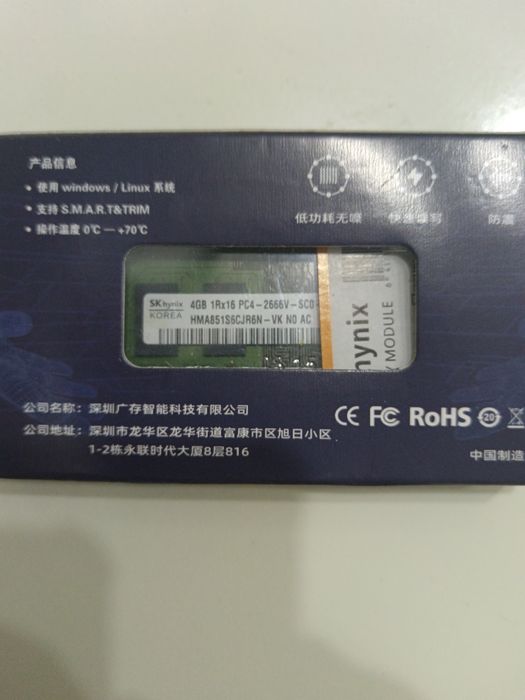 产品信息
• 使用 windows / Linux 系统
• 支持 S.M.A.R.T&TRIM
• 操作温度 0℃ — +70℃
低功耗无噪
快速读写
防震
SK hynix
KOREA
4GB 1Rx16 PC4-2666V-SC0
HMA851S6CJR6N-VK N0 AC
hynix
Y MODULE
公司名称：深圳广存智能科技有限公司
公司地址：深圳市龙华区龙华街道富康市区旭日小区
1-2栋永联时代大厦8层816
CE FC RoHS 20
中国制造